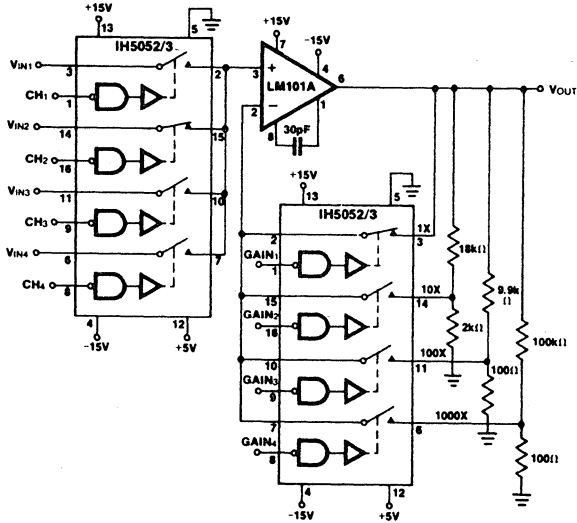 +15V
13
5
IH5052/3
VIN1
3
2
CH1
1
VIN2
14
15
CH2
16
VIN3
11
10
CH3
9
VIN4
6
7
CH4
8
4
-15V
12
+5V
+15V
7
-15V
4
3
+
LM101A
6
2
-
1
8
30pF
VOUT
+15V
13
5
IH5052/3
2
1X
3
GAIN1
1
15
10X
14
GAIN2
16
10
100X
11
GAIN3
9
7
1000X
6
GAIN4
8
4
-15V
12
+5V
18kΩ
2kΩ
9.9k
Ω
100Ω
100kΩ
100Ω